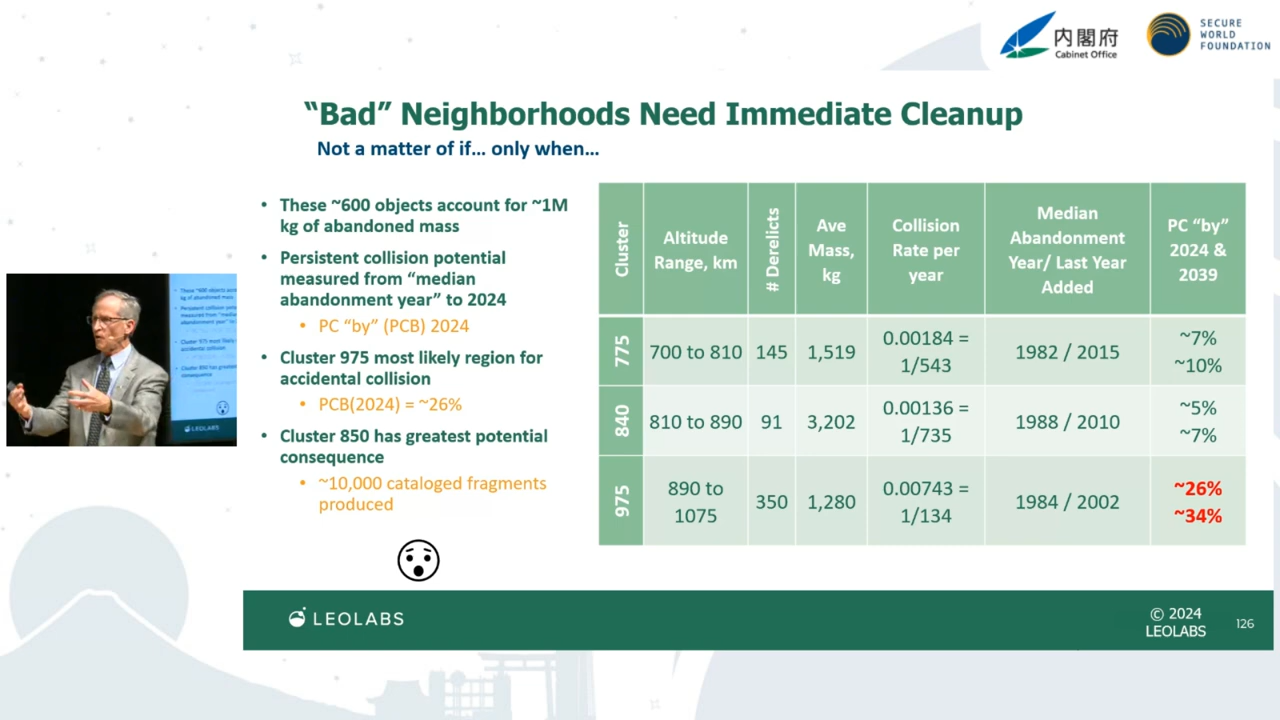 内閣府
Cabinet Office
SECURE
WORLD
FOUNDATION
“Bad” Neighborhoods Need Immediate Cleanup
Not a matter of if… only when…
• These ~600 objects account for ~1M
kg of abandoned mass
• Persistent collision potential
measured from “median
abandonment year” to 2024
• PC “by” (PCB) 2024
• Cluster 975 most likely region for
accidental collision
• PCB(2024) = ~26%
• Cluster 850 has greatest potential
consequence
• ~10,000 cataloged fragments
produced
Cluster
Altitude
Range, km
# Derelicts
Ave
Mass,
kg
Collision
Rate per
year
Median
Abandonment
Year/ Last Year
Added
PC “by”
2024 &
2039
775
700 to 810
145
1,519
0.00184 =
1/543
1982 / 2015
~7%
~10%
840
810 to 890
91
3,202
0.00136 =
1/735
1988 / 2010
~5%
~7%
975
890 to
1075
350
1,280
0.00743 =
1/134
1984 / 2002
~26%
~34%
LEOLABS
LEOLABS
© 2024
LEOLABS
126